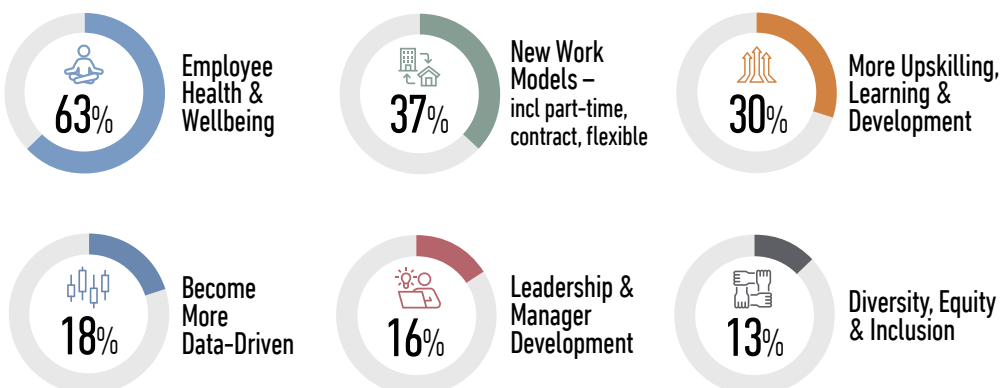 63%
Employee
Health &
Wellbeing
37%
New Work
Models –
incl part-time,
contract, flexible
30%
More Upskilling,
Learning &
Development
18%
Become
More
Data-Driven
16%
Leadership &
Manager
Development
13%
Diversity, Equity
& Inclusion